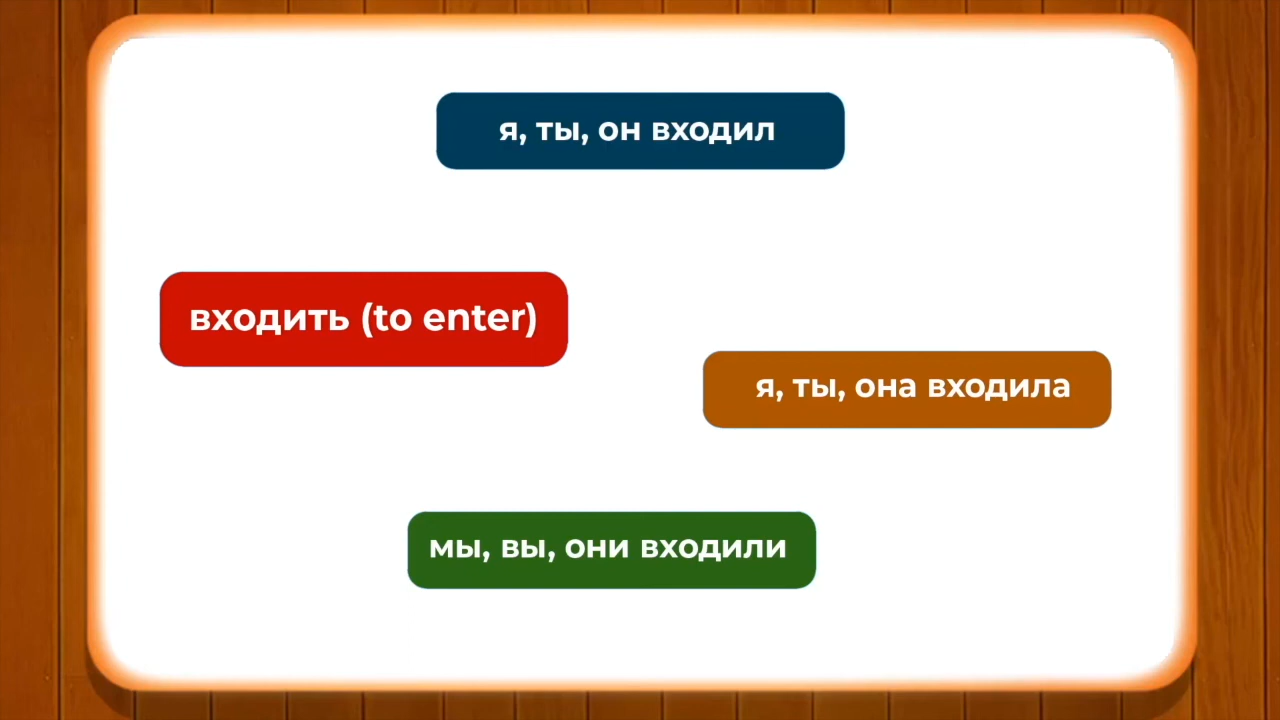 я, ты, он входил
входить (to enter)
я, ты, она входила
мы, вы, они входили